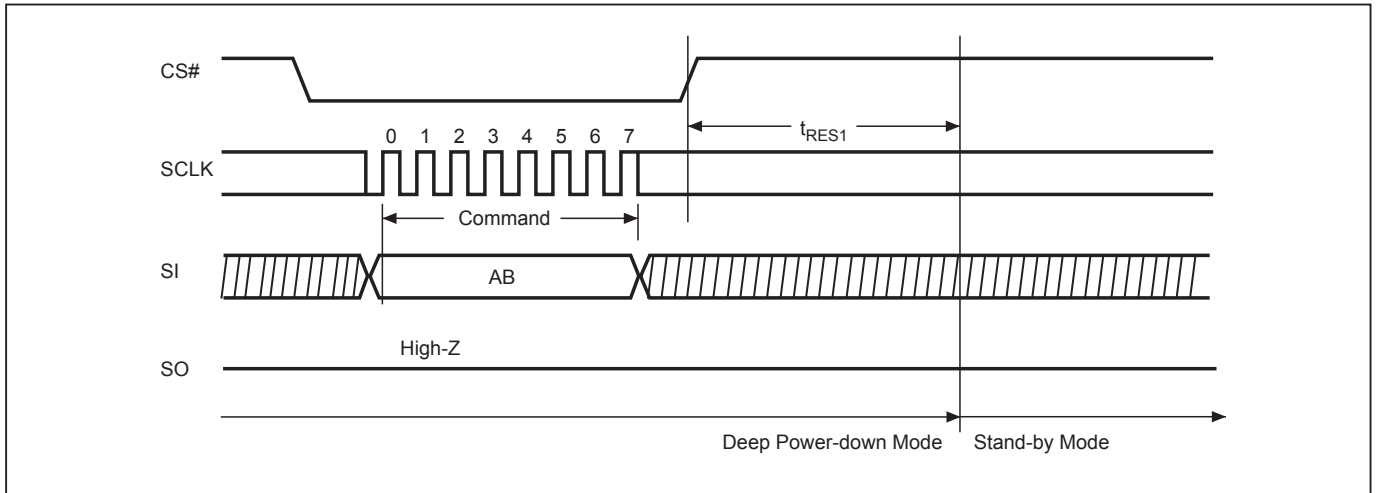 CS#
tRES1
0 1 2 3 4 5 6 7
SCLK
Command
SI
AB
High-Z
SO
Deep Power-down Mode
Stand-by Mode